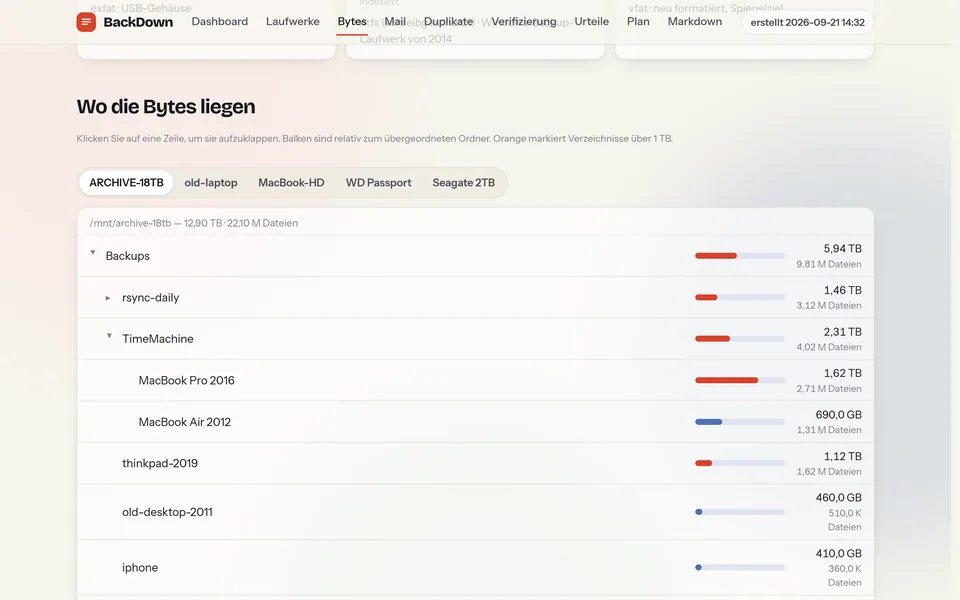 exfat · USB-Gehäuse
indexiert
vfat · neu formatiert, Spiegelziel
BackDown
Dashboard
Laufwerke
Bytes
Mail
Duplikate
Verifizierung
Urteile
Plan
Markdown
erstellt 2026-09-21 14:32
Laufwerk von 2014
Wo die Bytes liegen
Klicken Sie auf eine Zeile, um sie aufzuklappen. Balken sind relativ zum übergeordneten Ordner. Orange markiert Verzeichnisse über 1 TB.
ARCHIVE-18TB
old-laptop
MacBook-HD
WD Passport
Seagate 2TB
/mnt/archive-18tb — 12,90 TB · 22,10 M Dateien
Backups
5,94 TB
9,81 M Dateien
rsync-daily
1,46 TB
3,12 M Dateien
TimeMachine
2,31 TB
4,02 M Dateien
MacBook Pro 2016
1,62 TB
2,71 M Dateien
MacBook Air 2012
690,0 GB
1,31 M Dateien
thinkpad-2019
1,12 TB
1,62 M Dateien
old-desktop-2011
460,0 GB
510,0 K
Dateien
iphone
410,0 GB
360,0 K
Dateien